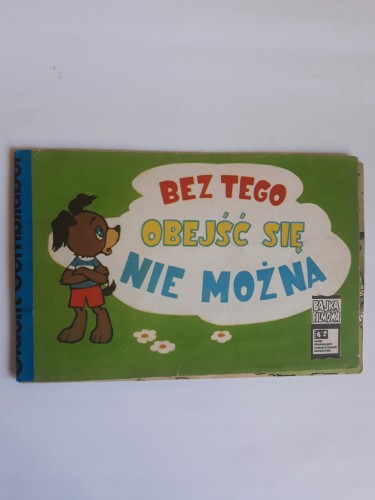 BEZ TEGO
OBEJŚĆ SIĘ
NIE MOŻNA
BAJKA
FILMOWA